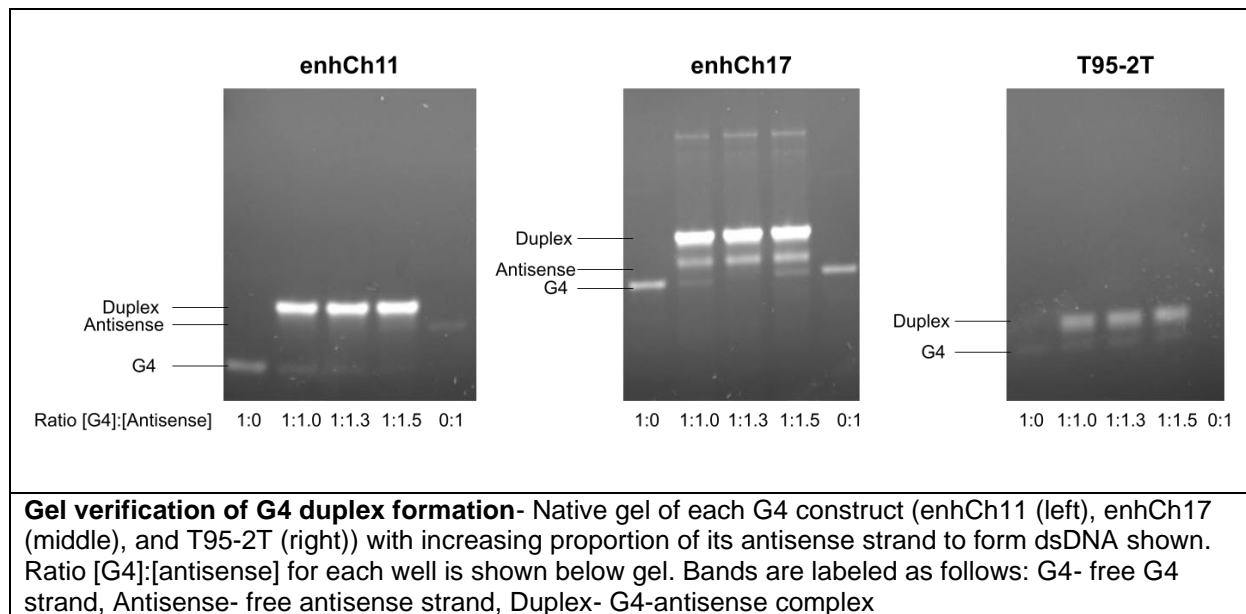 enhCh11 enhCh17 T95-2T
Duplex
Antisense
G4
Duplex
Antisense
G4
Duplex
G4
Ratio [G4]:[Antisense] 1:0 1:1.0 1:1.3 1:1.5 0:1 1:0 1:1.0 1:1.3 1:1.5 0:1 1:0 1:1.0 1:1.3 1:1.5 0:1
Gel verification of G4 duplex formation- Native gel of each G4 construct (enhCh11 (left), enhCh17
(middle), and T95-2T (right)) with increasing proportion of its antisense strand to form dsDNA shown.
Ratio [G4]:[antisense] for each well is shown below gel. Bands are labeled as follows: G4- free G4
strand, Antisense- free antisense strand, Duplex- G4-antisense complex